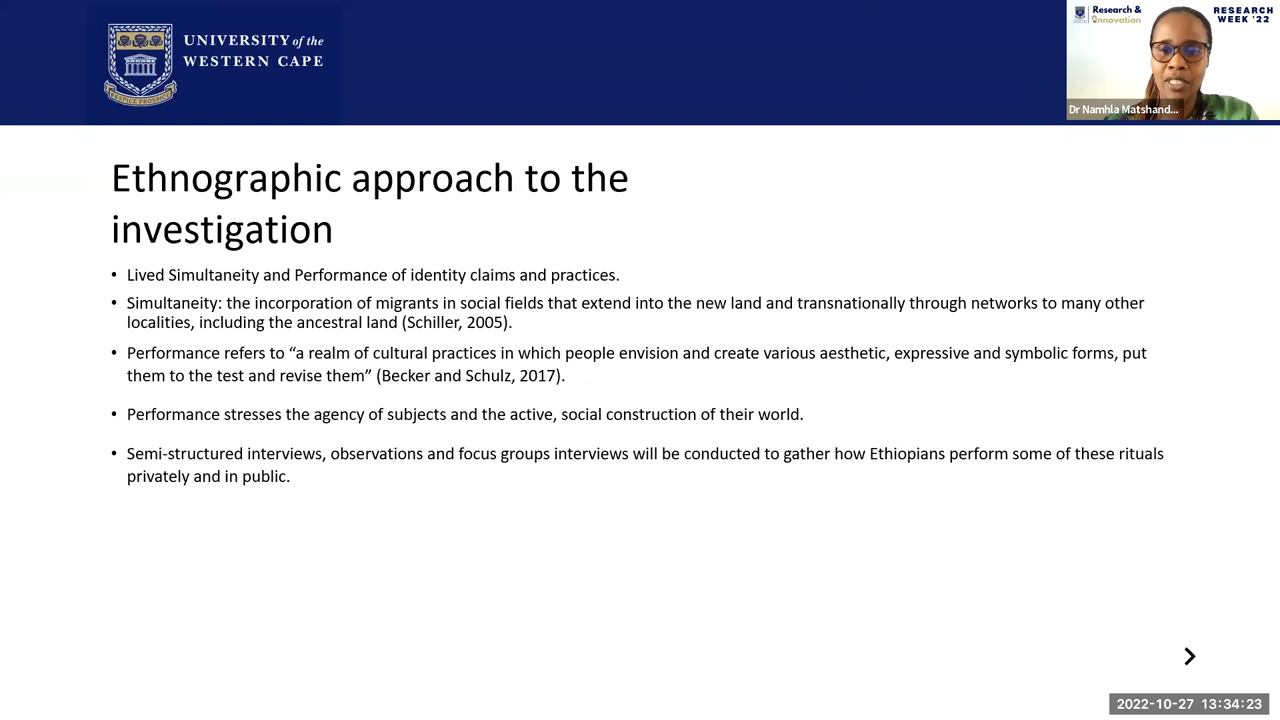 UNIVERSITY of the
WESTERN CAPE
Research &
Innovation
RESEARCH
WEEK '22
Dr Namhla Matshand...
Ethnographic approach to the
investigation
• Lived Simultaneity and Performance of identity claims and practices.
• Simultaneity: the incorporation of migrants in social fields that extend into the new land and transnationally through networks to many other
localities, including the ancestral land (Schiller, 2005).
• Performance refers to “a realm of cultural practices in which people envision and create various aesthetic, expressive and symbolic forms, put
them to the test and revise them” (Becker and Schulz, 2017).
• Performance stresses the agency of subjects and the active, social construction of their world.
• Semi-structured interviews, observations and focus groups interviews will be conducted to gather how Ethiopians perform some of these rituals
privately and in public.
2022-10-27 13:34:23